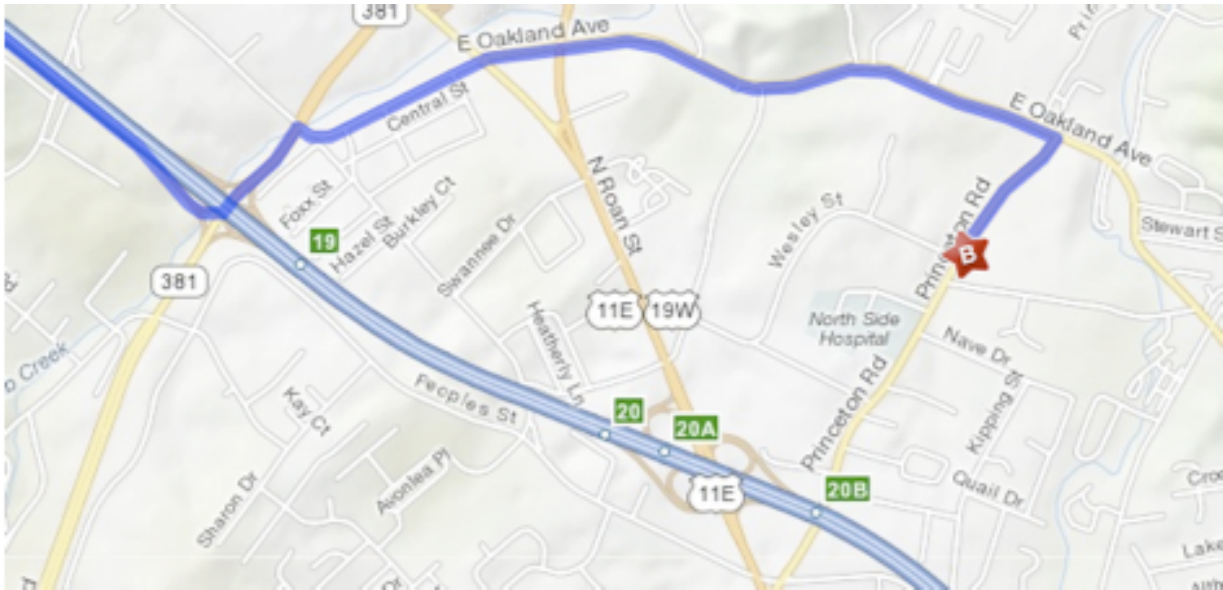 381
E Oakland Ave
Central St
E Oakland Ave
N Roan St
Foxx St
Hazel St
Burkley Ct
Swannee Dr
Wesley St
Princeton Rd
Stewart S
19
B
381
11E
19W
North Side
Hospital
Nave Dr
Heatherly Ln
Creek
Peoples St
Kay Ct
Princeton Rd
Kipping St
20
20A
Avonlea Pl
Sharon Dr
11E
20B
Quail Dr
Lake
Dr